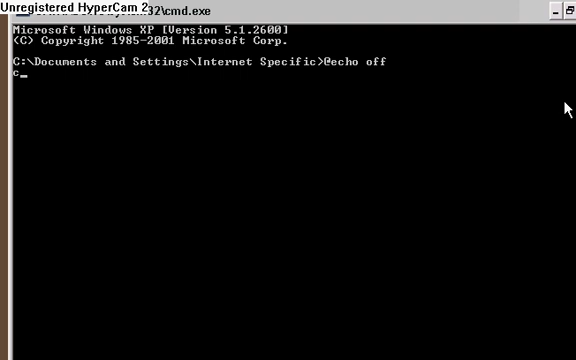 Unregistered HyperCam 2
32\cmd.exe
Microsoft Windows XP [Version 5.1.2600]
(C) Copyright 1985-2001 Microsoft Corp.
C:\Documents and Settings\Internet Specific>@echo off
c_